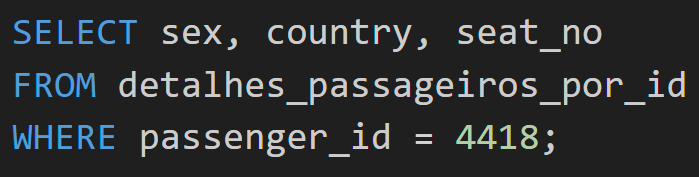 SELECT sex, country, seat_no
FROM detalhes_passageiros_por_id
WHERE passenger_id = 4418;